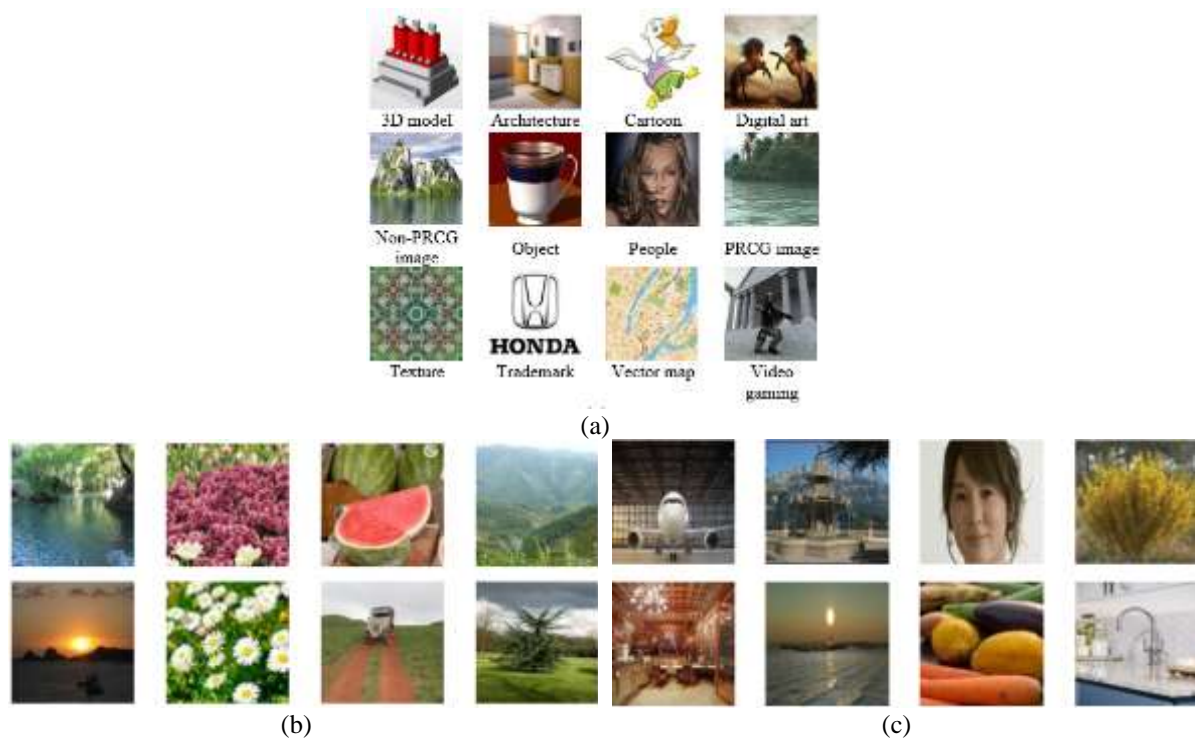 3D model
Architecture
Cartoon
Digital art
Non-PRCG
image
Object
People
PRCG image
HONDA
Texture
Trademark
Vector map
Video
gaming
(a)
(b)
(c)